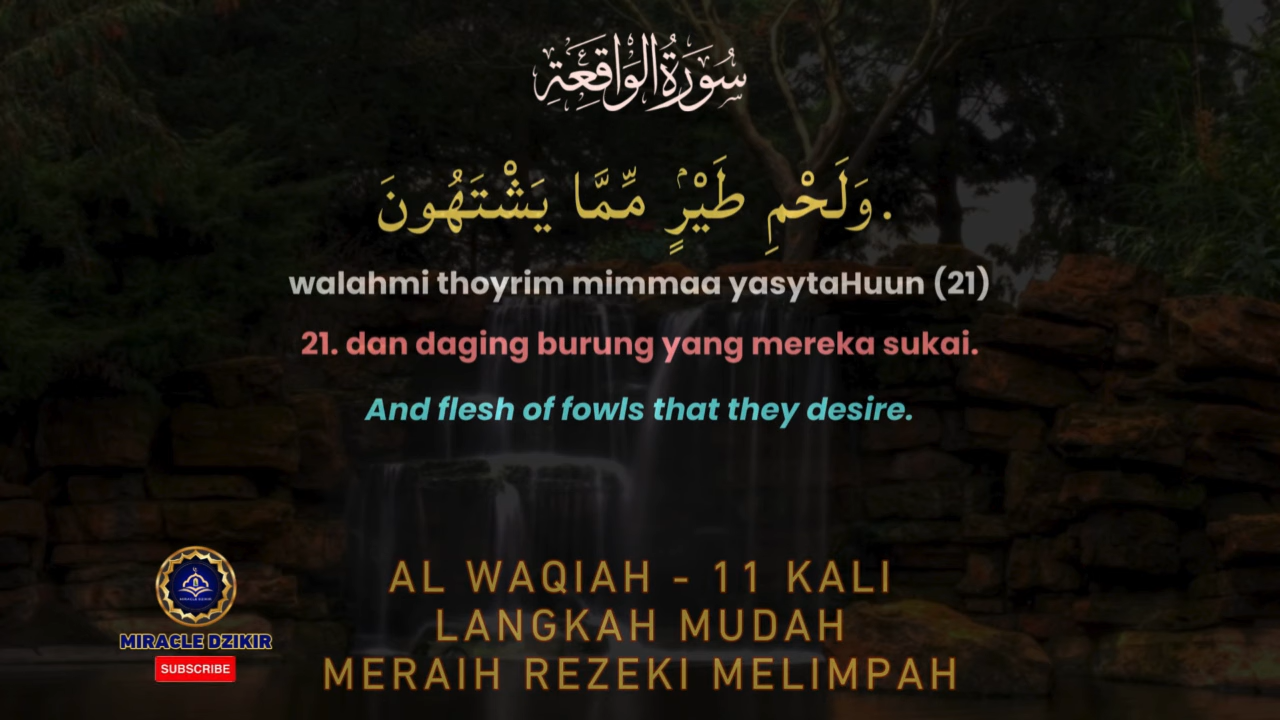 سُورَةُ الْوَاقِعَةِ
وَلَحْمِ طَيْرٍۢ مِّمَّا يَشْتَهُونَ.
walahmi thoyrim mimmaa yasytaHuun (21)
21. dan daging burung yang mereka sukai.
And flesh of fowls that they desire.
AL WAQIAH - 11 KALI
LANGKAH MUDAH
MERAIH REZEKI MELIMPAH
MIRACLE DZIKIR
SUBSCRIBE